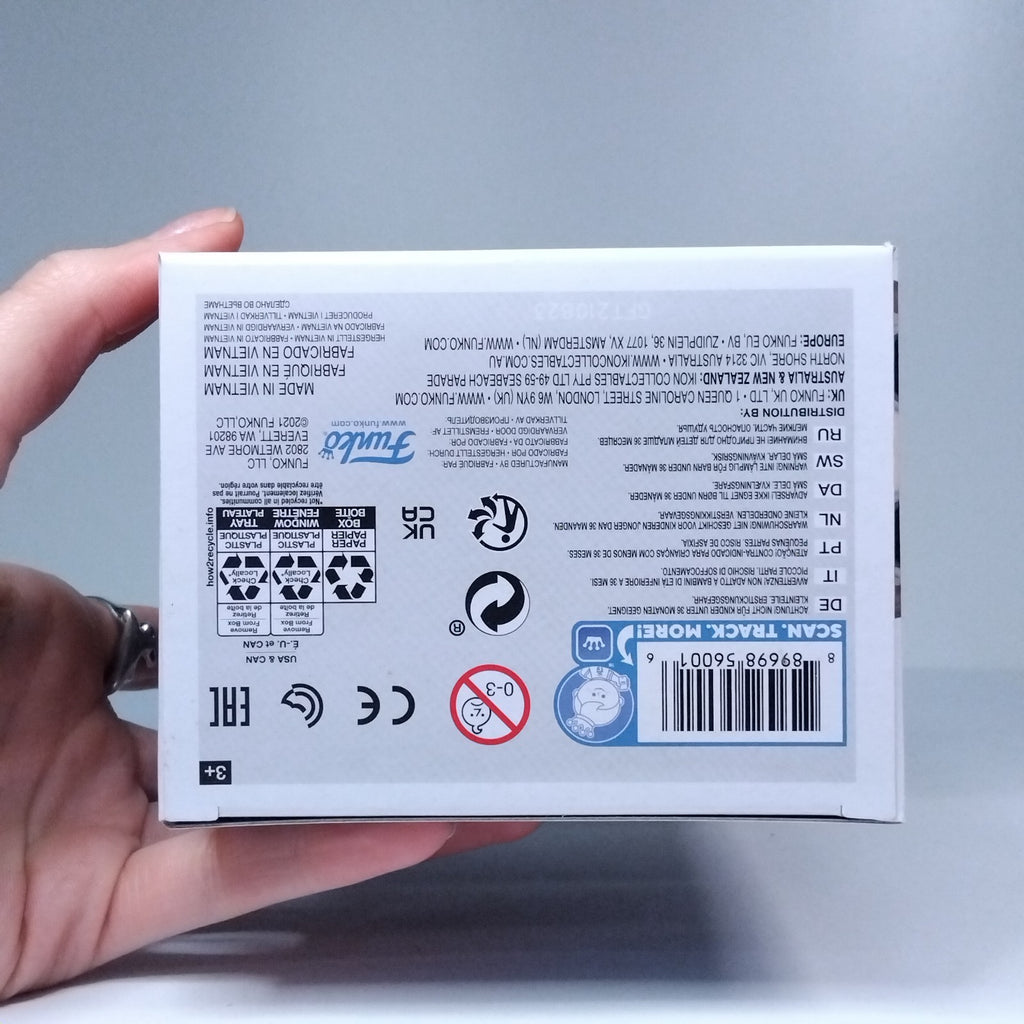 3+
8 89698 56001 6
SCAN. TRACK. MORE!
™
0-3
CE
EAC
USA & CAN
É.-U. et CAN
Remove From Box
Retirez de la boîte
Remove From Box
Retirez de la boîte
Check Locally*
Check Locally*
PAPER
PAPIER
PLASTIC
PLASTIQUE
PLASTIC
PLASTIQUE
BOX
BOÎTE
WINDOW
FENÊTRE
TRAY
PLATEAU
how2recycle.info
*Not recycled in all communities.
Vérifiez localement. Pourrait ne pas
être recyclé dans votre région.
®
UK
CA
DE ACHTUNG! NICHT FÜR KINDER UNTER 36 MONATEN GEEIGNET.
KLEINTEILE. ERSTICKUNGSGEFAHR.
IT AVVERTENZA! NON ADATTO A BAMBINI DI ETÀ INFERIORE A 36 MESI.
PICCOLE PARTI. RISCHIO DI SOFFOCAMENTO.
PT ATENÇÃO! CONTRA-INDICADO PARA CRIANÇAS COM MENOS DE 36 MESES.
PEQUENAS PARTES. RISCO DE ASFIXIA.
NL WAARSCHUWING! NIET GESCHIKT VOOR KINDEREN JONGER DAN 36 MAANDEN.
KLEINE ONDERDELEN. VERSTIKKINGSGEVAAR.
DA ADVARSEL! IKKE EGNET TIL BØRN UNDER 36 MÅNEDER.
SMÅ DELE. KVÆLNINGSFARE.
SW VARNING! INTE LÄMPLIG FÖR BARN UNDER 36 MÅNADER.
SMÅ DELAR. KVÄVNINGSRISK.
RU ВНИМАНИЕ! НЕ ПРИГОДНО ДЛЯ ДЕТЕЙ МЛАДШЕ 36 МЕСЯЦЕВ.
МЕЛКИЕ ЧАСТИ. ОПАСНОСТЬ УДУШЬЯ.
MANUFACTURED BY • FABRIQUÉ PAR:
FABRICADO POR • HERGESTELLT DURCH:
FABBRICATO DA • FABRICADO POR:
VERVAARDIGD DOOR • FREMSTILLET AF:
TILLVERKAD AV • ПРОИЗВОДИТЕЛЬ:
Funko
www.funko.com
FUNKO, LLC
2802 WETMORE AVE
EVERETT, WA 98201
©2021 FUNKO,LLC
DISTRIBUTION BY:
UK: FUNKO UK, LTD • 1 QUEEN CAROLINE STREET, LONDON, W6 9YN (UK) • WWW.FUNKO.COM
AUSTRALIA & NEW ZEALAND: IKON COLLECTABLES PTY LTD 49-59 SEABEACH PARADE
NORTH SHORE, VIC 3214 AUSTRALIA • WWW.IKONCOLLECTABLES.COM.AU
EUROPE: FUNKO EU, BV • ZUIDPLEIN 36, 1077 XV, AMSTERDAM (NL) • WWW.FUNKO.COM
MADE IN VIETNAM
FABRIQUÉ EN VIETNAM
FABRICADO EN VIETNAM
HERGESTELLT IN VIETNAM • FABBRICATO IN VIETNAM
FABRICADO NA VIETNAM • VERVAARDIGD IN VIETNAM
PRODUCERET I VIETNAM • TILLVERKAD I VIETNAM
СДЕЛАНО ВО ВЬЕТНАМЕ